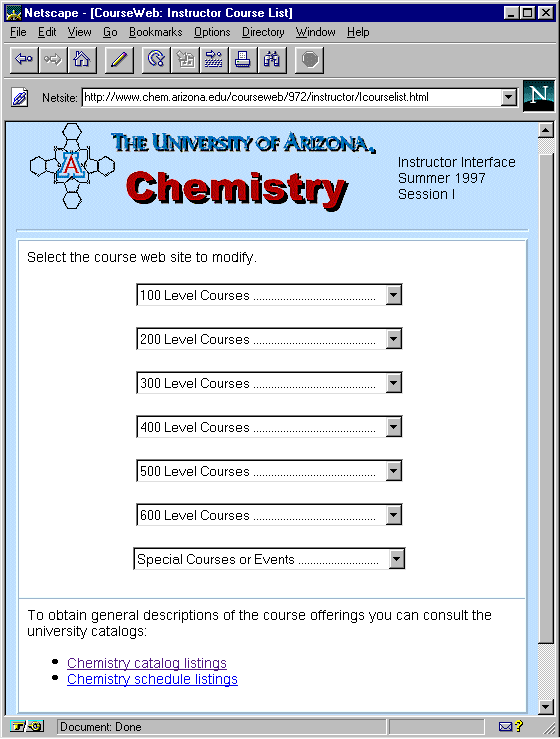 Netscape - [CourseWeb: Instructor Course List]
File Edit View Go Bookmarks Options Directory Window Help
Netsite: http://www.chem.arizona.edu/courseweb/972/instructor/Icourselist.html
N
A
THE UNIVERSITY OF ARIZONA.
Chemistry
Instructor Interface
Summer 1997
Session I
Select the course web site to modify.
100 Level Courses .........................................
200 Level Courses .........................................
300 Level Courses .........................................
400 Level Courses .........................................
500 Level Courses .........................................
600 Level Courses .........................................
Special Courses or Events ...........................
To obtain general descriptions of the course offerings you can consult the
university catalogs:
• Chemistry catalog listings
• Chemistry schedule listings
Document: Done
?